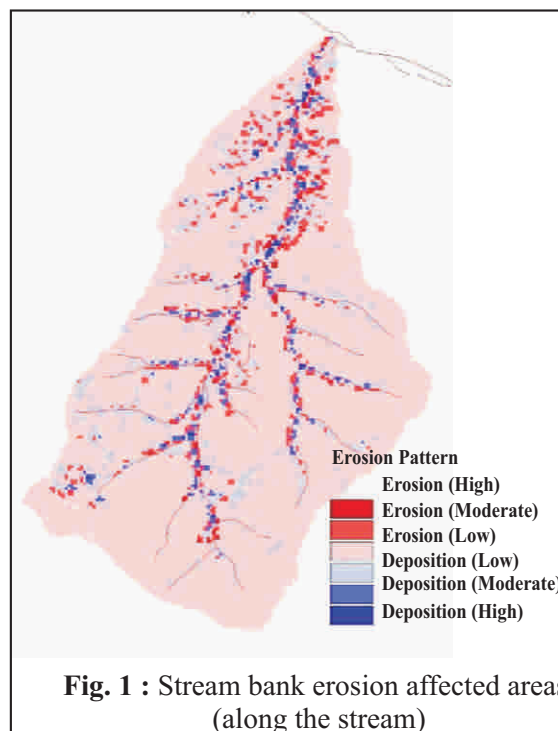 Erosion Pattern
Erosion (High)
Erosion (Moderate)
Erosion (Low)
Deposition (Low)
Deposition (Moderate)
Deposition (High)
Fig. 1 : Stream bank erosion affected areas
(along the stream)